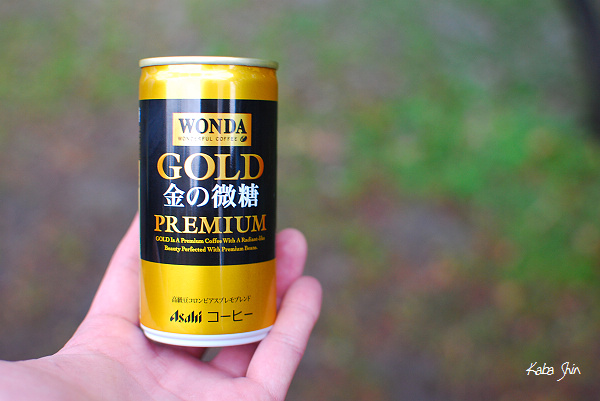 WONDA
WONDERFUL COFFEE
GOLD
金の微糖
PREMIUM
GOLD Is A Premium Coffee With A Radiant-like
Beauty Perfected With Premium Beans.
高級豆コロンビアスプレモブレンド
Asahi コーヒー
Kaba Shin